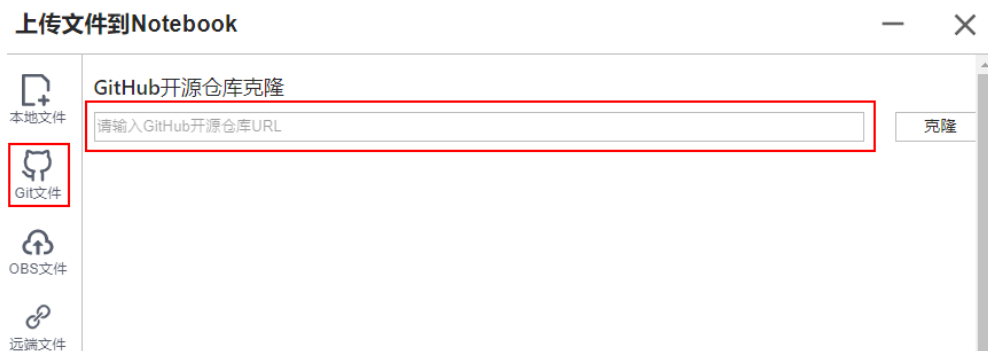 上传文件到Notebook
本地文件
Git文件
OBS文件
远端文件
GitHub开源仓库克隆
请输入GitHub开源仓库URL
克隆